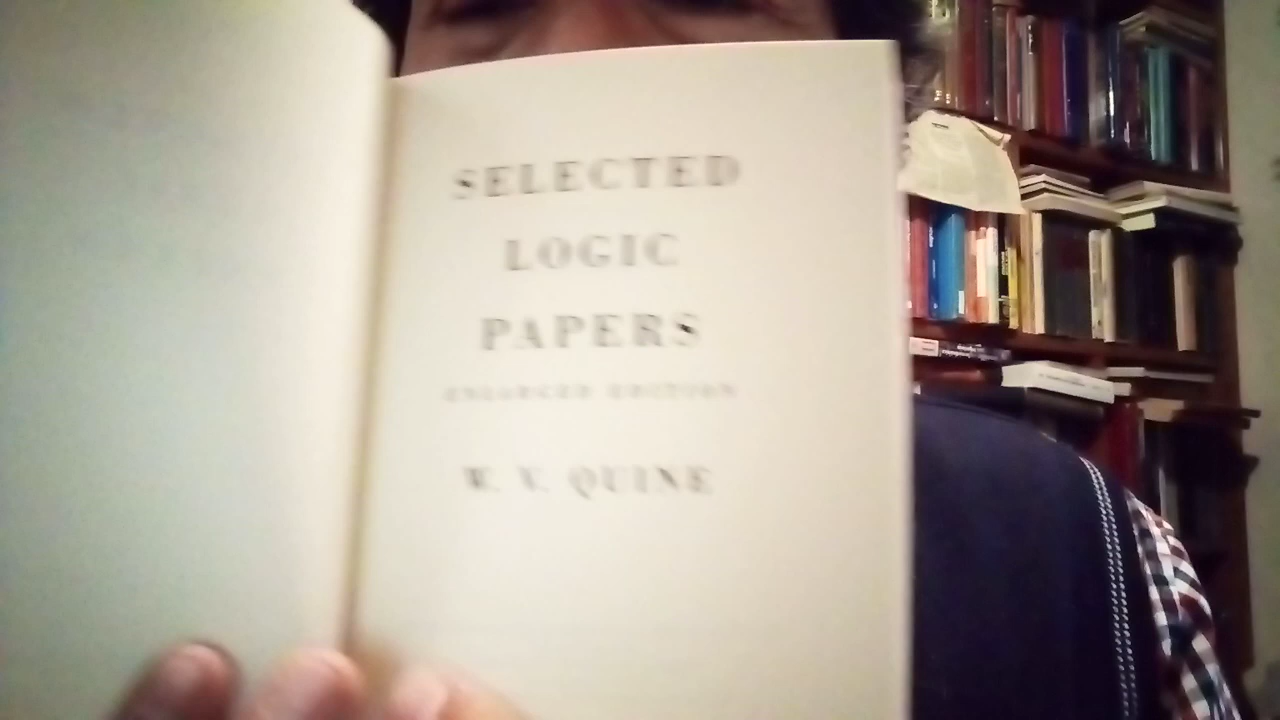 SELECTED
LOGIC
PAPERS
ENLARGED EDITION
W. V. QUINE